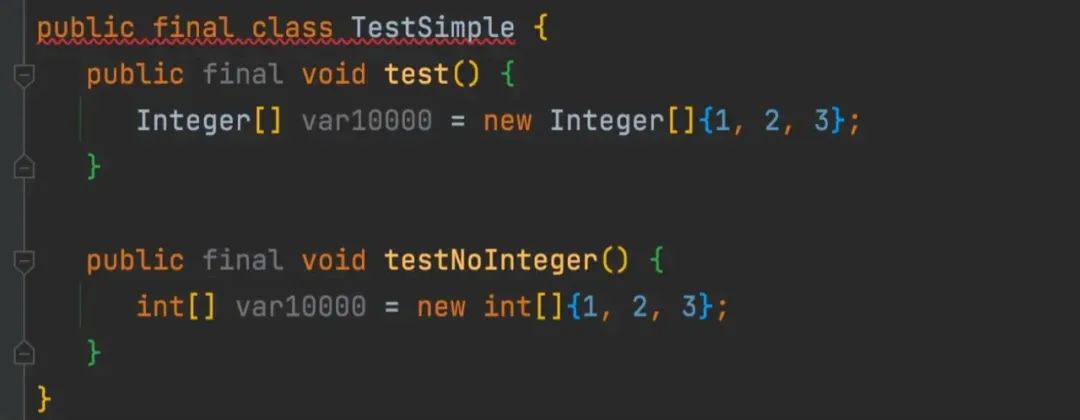 public final class TestSimple {
public final void test() {
Integer[] var10000 = new Integer[]{1, 2, 3};
}
public final void testNoInteger() {
int[] var10000 = new int[]{1, 2, 3};
}
}